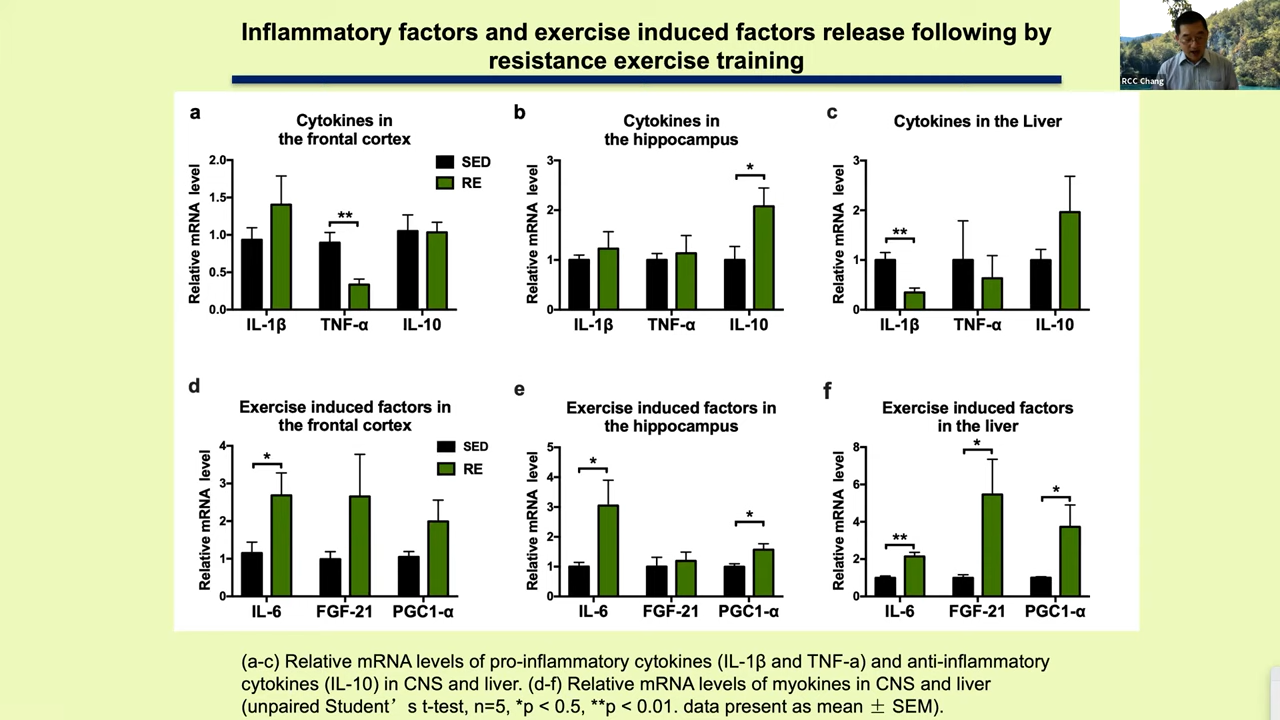 Inflammatory factors and exercise induced factors release following by
resistance exercise training
RCC Chang
a
Cytokines in
the frontal cortex
SED
RE
Relative mRNA level
2.0
1.5
1.0
0.5
0.0
**
IL-1β TNF-α IL-10
b
Cytokines in
the hippocampus
Relative mRNA level
3
2
1
0
*
IL-1β TNF-α IL-10
c
Cytokines in the Liver
Relative mRNA level
3
2
1
0
**
IL-1β TNF-α IL-10
d
Exercise induced factors in
the frontal cortex
SED
RE
Relative mRNA level
4
3
2
1
0
*
IL-6 FGF-21 PGC1-α
e
Exercise induced factors in
the hippocampus
Relative mRNA level
5
4
3
2
1
0
*
*
IL-6 FGF-21 PGC1-α
f
Exercise induced factors
in the liver
Relative mRNA level
8
6
4
2
0
**
*
*
IL-6 FGF-21 PGC1-α
(a-c) Relative mRNA levels of pro-inflammatory cytokines (IL-1β and TNF-a) and anti-inflammatory
cytokines (IL-10) in CNS and liver. (d-f) Relative mRNA levels of myokines in CNS and liver
(unpaired Student’ s t-test, n=5, *p < 0.5, **p < 0.01. data present as mean ± SEM).